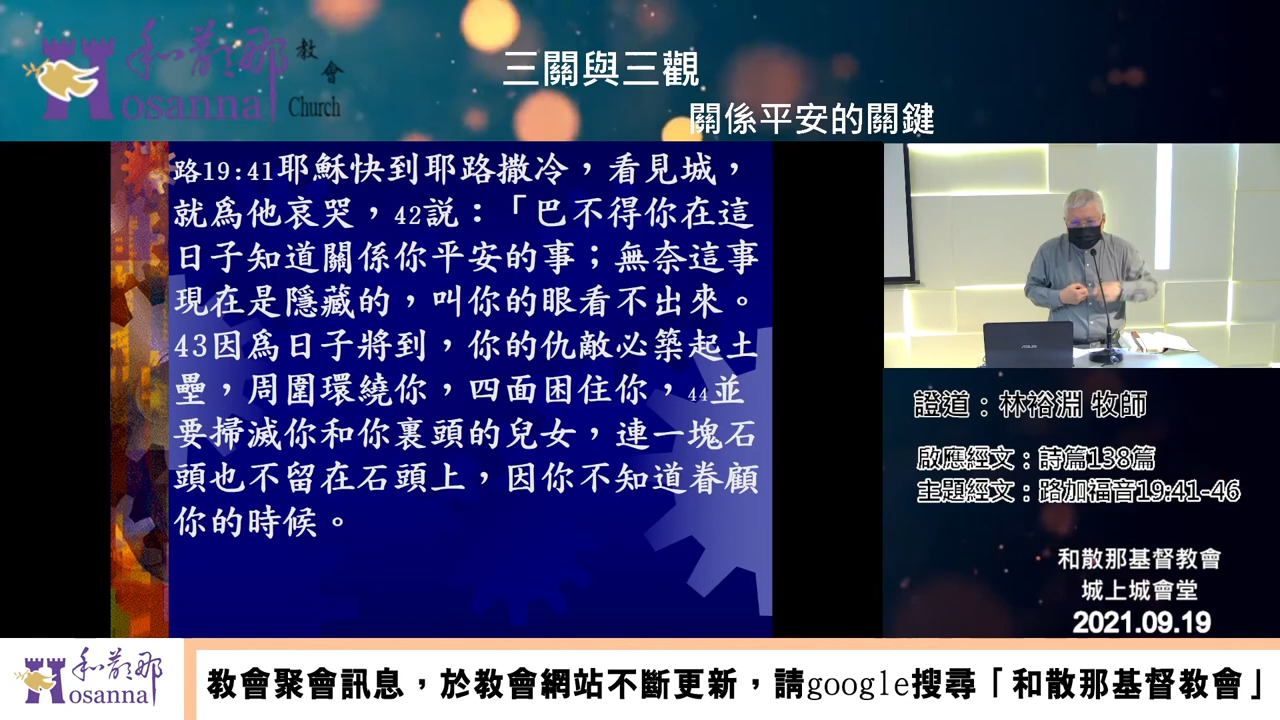 和散那
教會
Hosanna
Church
三關與三觀
關係平安的關鍵
路19:41耶穌快到耶路撒冷，看見城，
就為他哀哭，42説：「巴不得你在這
日子知道關係你平安的事；無奈這事
現在是隱藏的，叫你的眼看不出來。
43因為日子將到，你的仇敵必築起土
壘，周圍環繞你，四面困住你，44並
要掃滅你和你裏頭的兒女，連一塊石
頭也不留在石頭上，因你不知道眷顧
你的時候。
ASUS
證道：林裕淵 牧師
啟應經文：詩篇138篇
主題經文：路加福音19:41-46
和散那基督教會
城上城會堂
2021.09.19
和散那
Hosanna
教會聚會訊息，於教會網站不斷更新，請google搜尋「和散那基督教會」